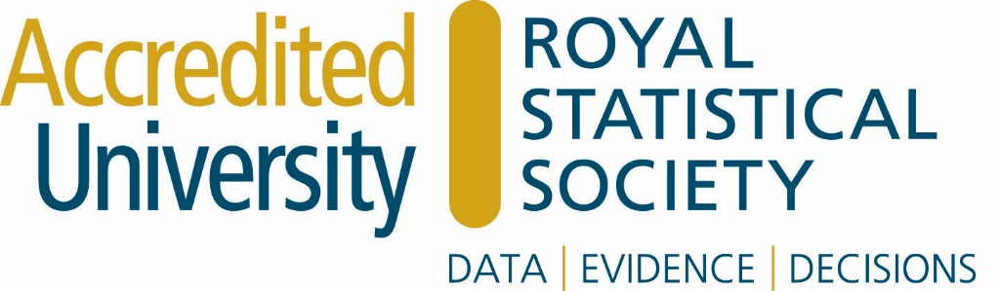 Accredited
University
ROYAL
STATISTICAL
SOCIETY
DATA | EVIDENCE | DECISIONS